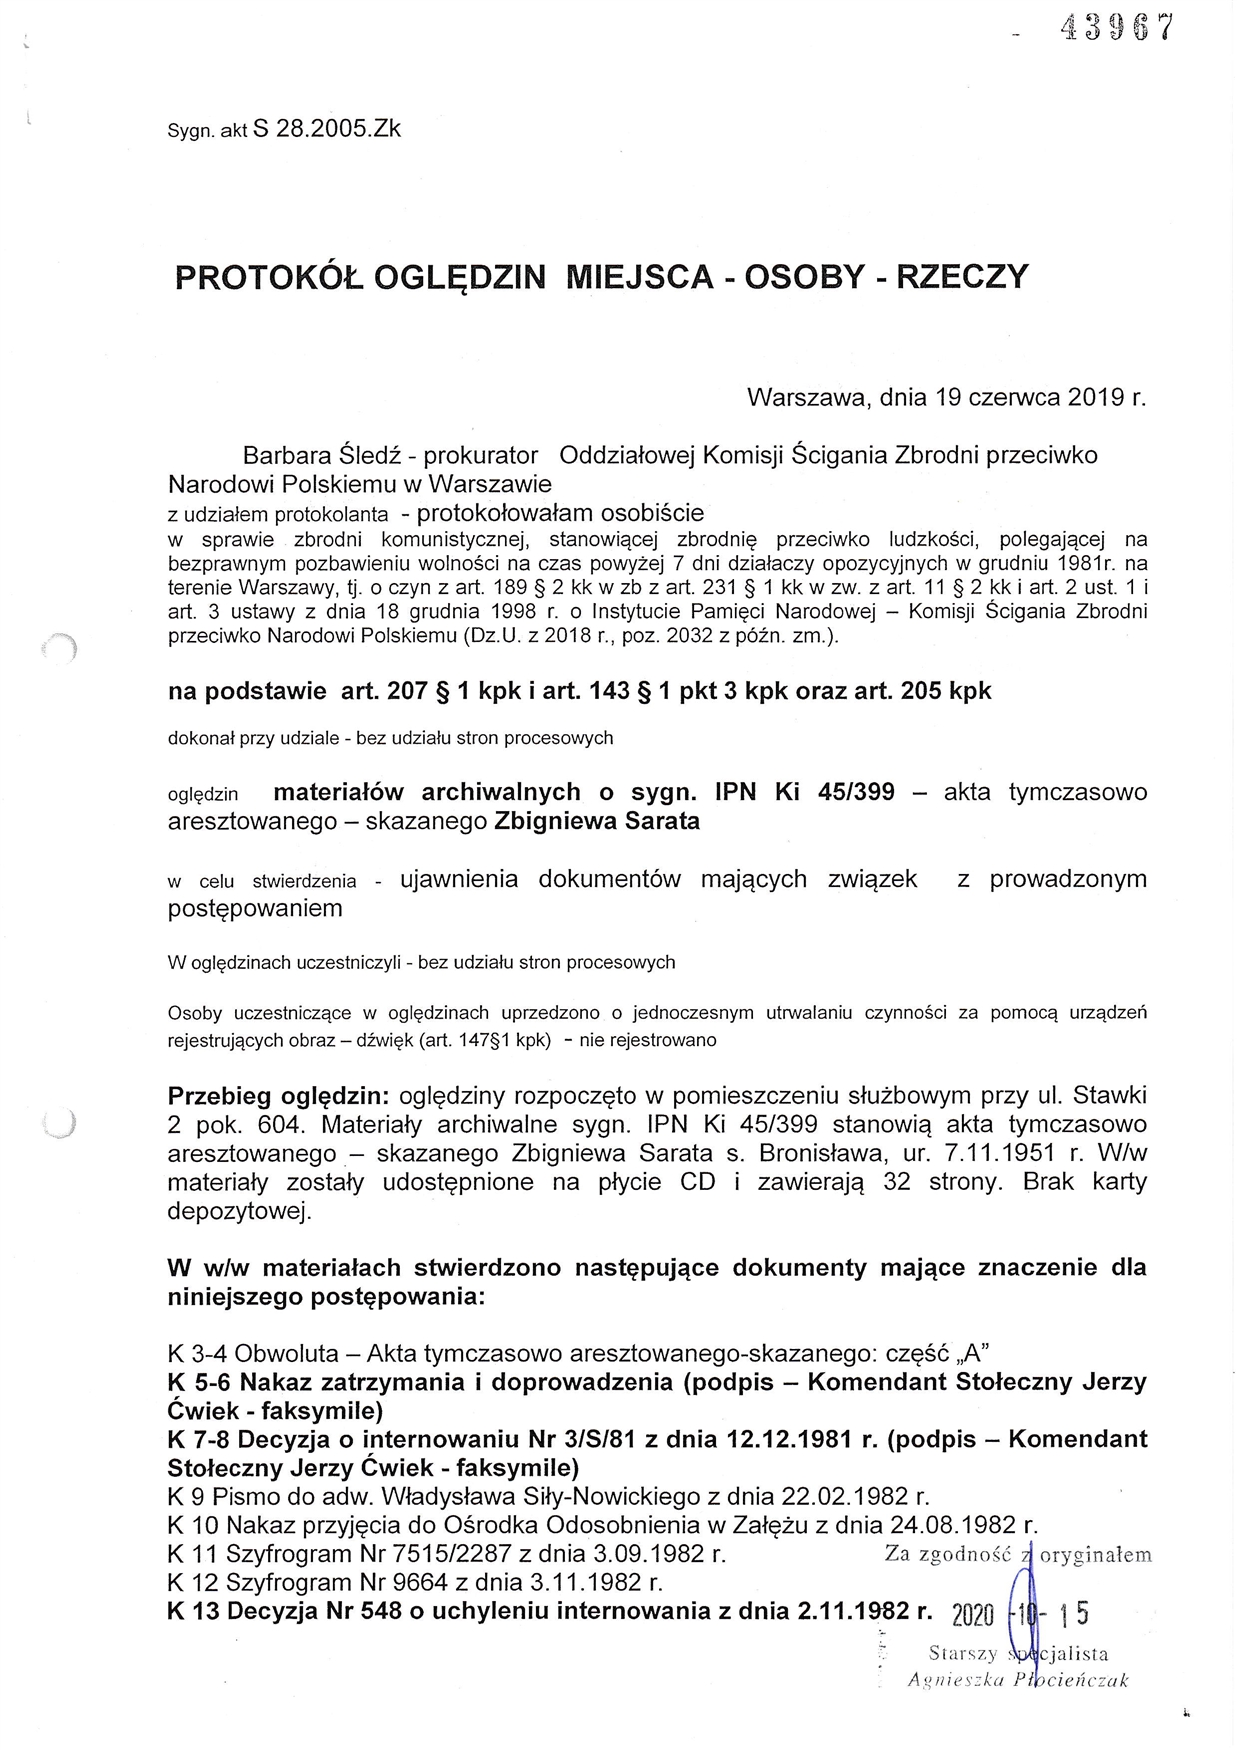 - 43967
Sygn. akt S 28.2005.Zk
PROTOKÓŁ OGLĘDZIN MIEJSCA - OSOBY - RZECZY
Warszawa, dnia 19 czerwca 2019 r.
Barbara Śledź - prokurator Oddziałowej Komisji Ścigania Zbrodni przeciwko
Narodowi Polskiemu w Warszawie
z udziałem protokolanta - protokołowałam osobiście
w sprawie zbrodni komunistycznej, stanowiącej zbrodnię przeciwko ludzkości, polegającej na
bezprawnym pozbawieniu wolności na czas powyżej 7 dni działaczy opozycyjnych w grudniu 1981r. na
terenie Warszawy, tj. o czyn z art. 189 § 2 kk w zb z art. 231 § 1 kk w zw. z art. 11 § 2 kk i art. 2 ust. 1 i
art. 3 ustawy z dnia 18 grudnia 1998 r. o Instytucie Pamięci Narodowej – Komisji Ścigania Zbrodni
przeciwko Narodowi Polskiemu (Dz.U. z 2018 r., poz. 2032 z późn. zm.).
na podstawie art. 207 § 1 kpk i art. 143 § 1 pkt 3 kpk oraz art. 205 kpk
dokonał przy udziale - bez udziału stron procesowych
oględzin materiałów archiwalnych o sygn. IPN Ki 45/399 – akta tymczasowo
aresztowanego – skazanego Zbigniewa Sarata
w celu stwierdzenia - ujawnienia dokumentów mających związek z prowadzonym
postępowaniem
W oględzinach uczestniczyli - bez udziału stron procesowych
Osoby uczestniczące w oględzinach uprzedzono o jednoczesnym utrwalaniu czynności za pomocą urządzeń
rejestrujących obraz – dźwięk (art. 147§1 kpk) - nie rejestrowano
Przebieg oględzin: oględziny rozpoczęto w pomieszczeniu służbowym przy ul. Stawki
2 pok. 604. Materiały archiwalne sygn. IPN Ki 45/399 stanowią akta tymczasowo
aresztowanego – skazanego Zbigniewa Sarata s. Bronisława, ur. 7.11.1951 r. W/w
materiały zostały udostępnione na płycie CD i zawierają 32 strony. Brak karty
depozytowej.
W w/w materiałach stwierdzono następujące dokumenty mające znaczenie dla
niniejszego postępowania:
K 3-4 Obwoluta – Akta tymczasowo aresztowanego-skazanego: część „A”
K 5-6 Nakaz zatrzymania i doprowadzenia (podpis – Komendant Stołeczny Jerzy
Ćwiek - faksymile)
K 7-8 Decyzja o internowaniu Nr 3/S/81 z dnia 12.12.1981 r. (podpis – Komendant
Stołeczny Jerzy Ćwiek - faksymile)
K 9 Pismo do adw. Władysława Siły-Nowickiego z dnia 22.02.1982 r.
K 10 Nakaz przyjęcia do Ośrodka Odosobnienia w Załężu z dnia 24.08.1982 r.
K 11 Szyfrogram Nr 7515/2287 z dnia 3.09.1982 r.
Za zgodność z oryginałem
K 12 Szyfrogram Nr 9664 z dnia 3.11.1982 r.
K 13 Decyzja Nr 548 o uchyleniu internowania z dnia 2.11.1982 r.
2020 -10- 15
Starszy specjalista
Agnieszka Płocieńczak